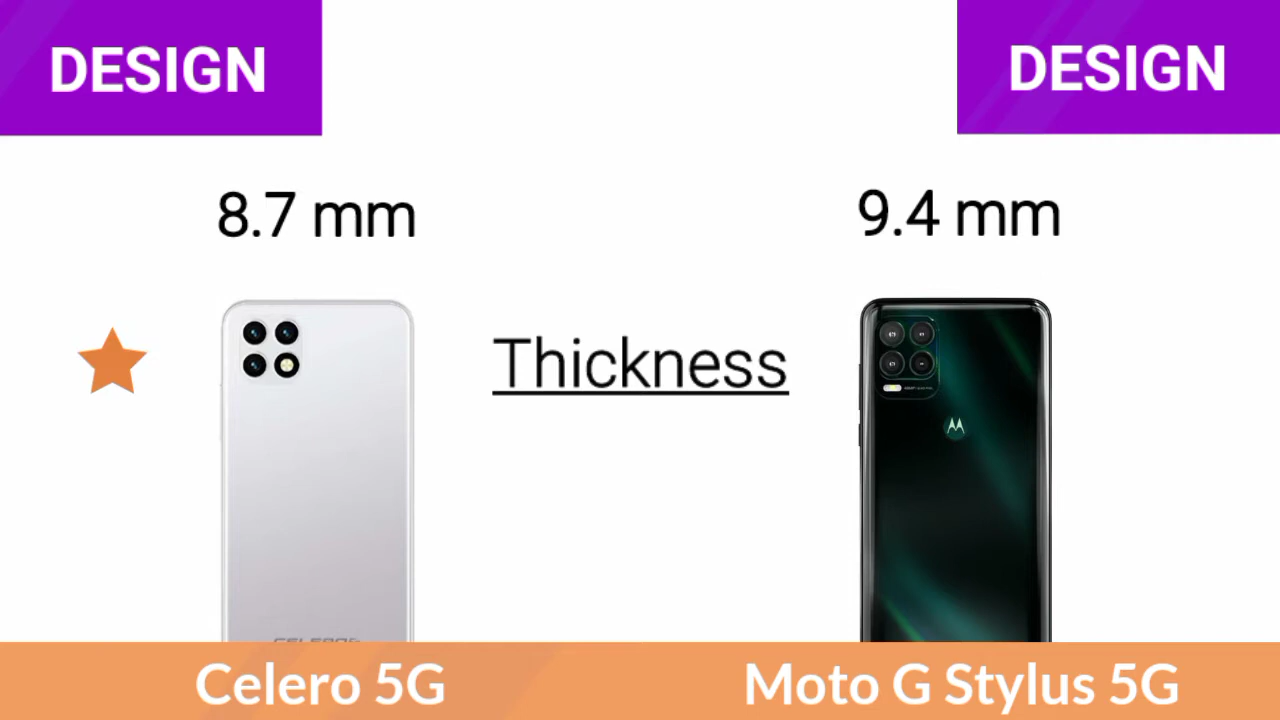 DESIGN
DESIGN
8.7 mm
9.4 mm
Thickness
Celero 5G
Moto G Stylus 5G